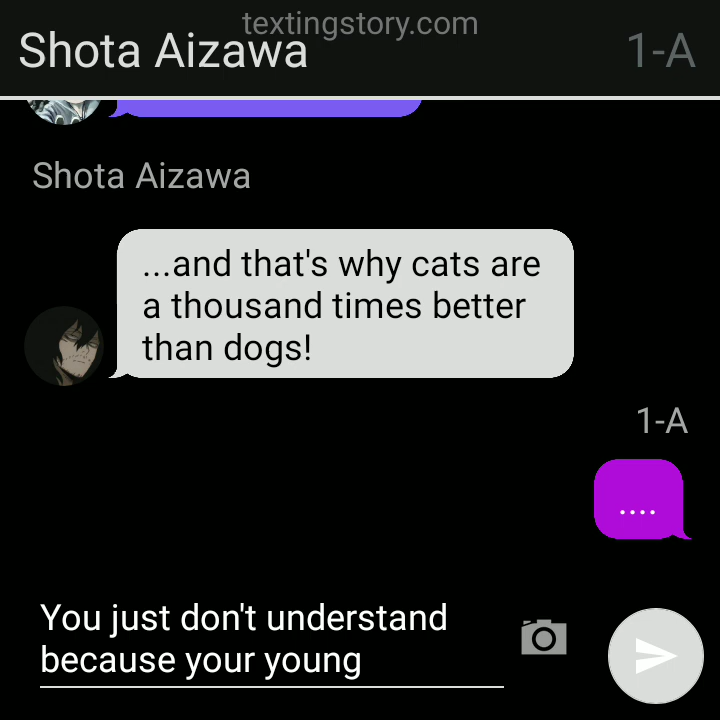 textingstory.com
Shota Aizawa
1-A
Shota Aizawa
...and that's why cats are
a thousand times better
than dogs!
1-A
....
You just don't understand
because your young